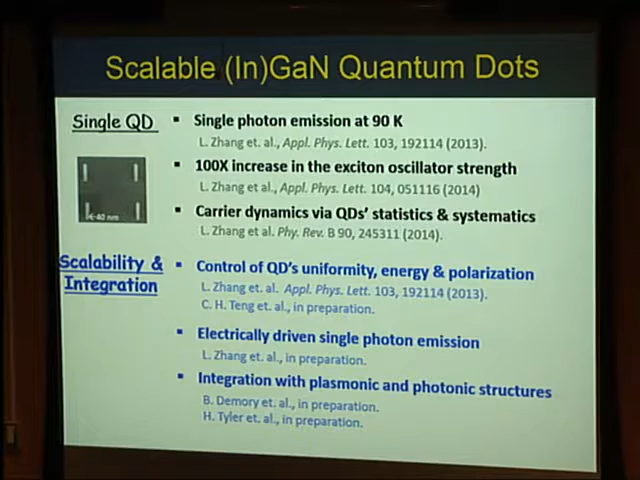 Scalable (In)GaN Quantum Dots
Single QD
▪ Single photon emission at 90 K
L. Zhang et. al., Appl. Phys. Lett. 103, 192114 (2013).
▪ 100X increase in the exciton oscillator strength
L. Zhang et. al., Appl. Phys. Lett. 104, 051116 (2014)
40 nm
▪ Carrier dynamics via QDs' statistics & systematics
L. Zhang et. al. Phy. Rev. B 90, 245311 (2014).
Scalability &
Integration
▪ Control of QD's uniformity, energy & polarization
L. Zhang et. al. Appl. Phys. Lett. 103, 192114 (2013).
C. H. Teng et. al., in preparation.
▪ Electrically driven single photon emission
L. Zhang et. al., in preparation.
▪ Integration with plasmonic and photonic structures
B. Demory et. al., in preparation.
H. Tyler et. al., in preparation.